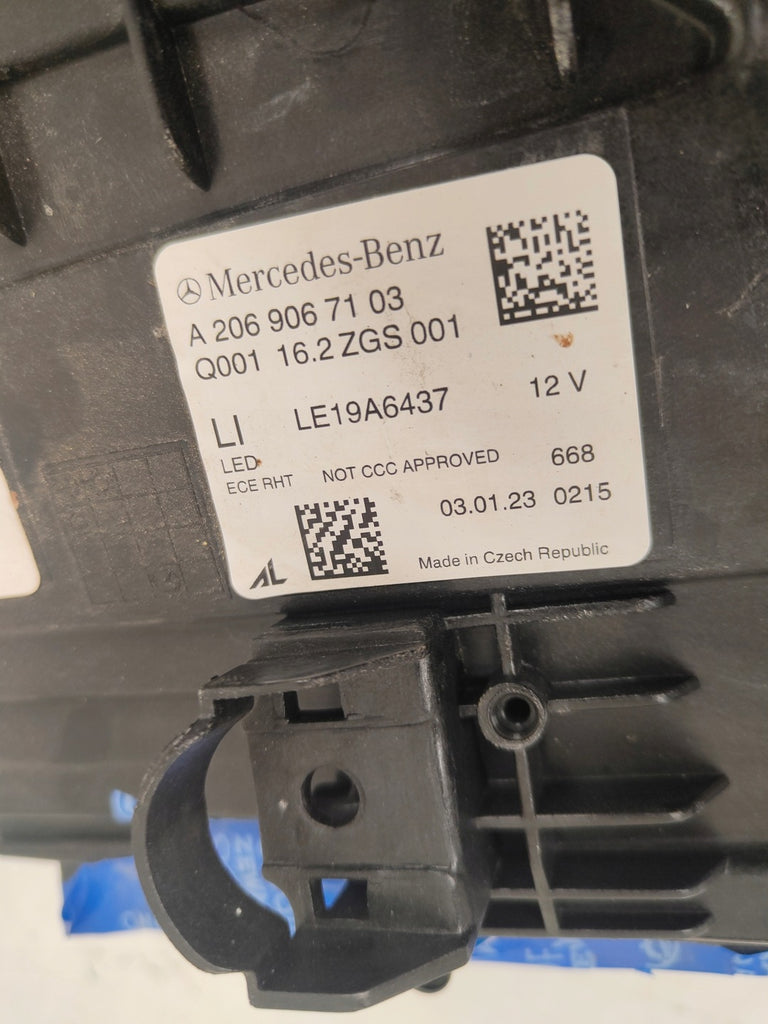 Mercedes-Benz
A 206 906 71 03
Q001 16.2 ZGS 001
LI LE19A6437 12 V
LED
ECE RHT NOT CCC APPROVED 668
03.01.23 0215
AL Made in Czech Republic